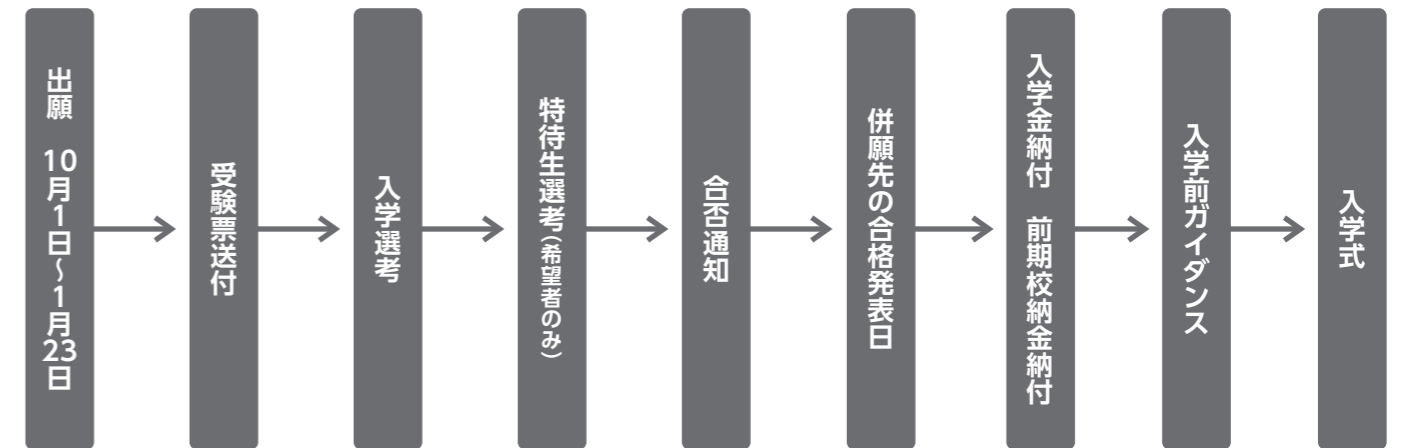 出願　10月1日〜1月23日
受験票送付
入学選考
特待生選考（希望者のみ）
合否通知
併願先の合格発表日
入学金納付　前期校納金納付
入学前ガイダンス
入学式